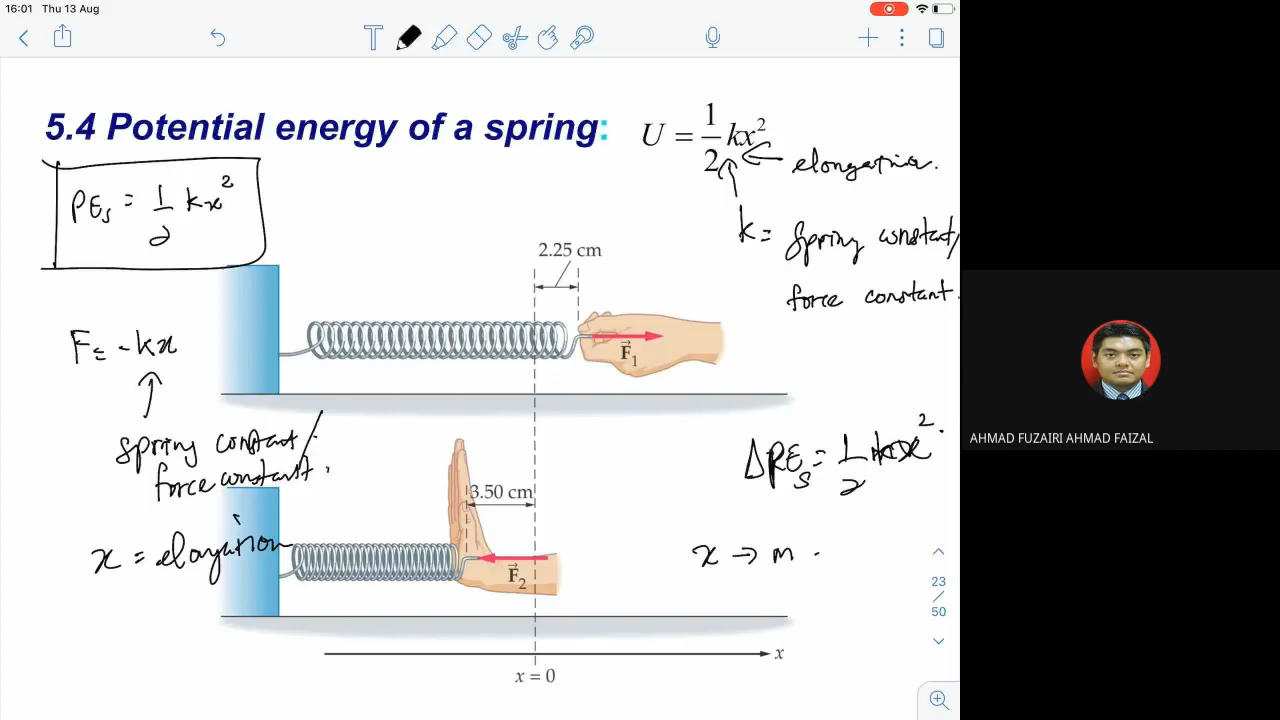 16:01 Thu 13 Aug
5.4 Potential energy of a spring:
U = 1/2 kx²
elongation.
PEs = 1/2 kx²
k = spring constant/
force constant.
2.25 cm
F = -kx
F⃗₁
spring constant/
force constant.
ΔPEs = 1/2 kx²
3.50 cm
x = elongation
F⃗₂
x → m
x
x = 0
23
/
50
AHMAD FUZAIRI AHMAD FAIZAL